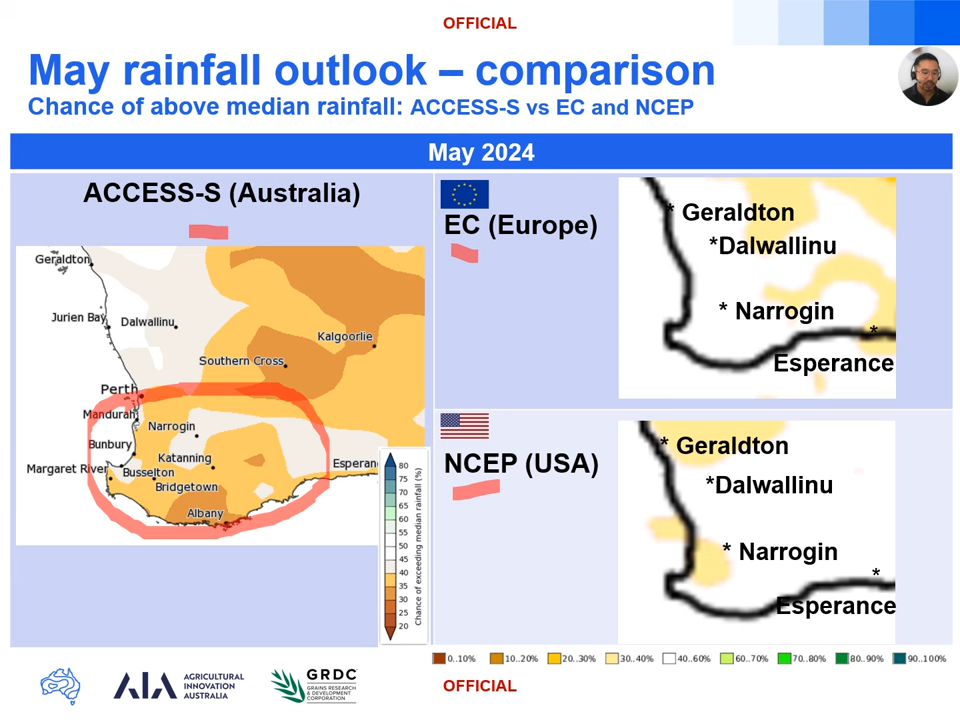 OFFICIAL
May rainfall outlook – comparison
Chance of above median rainfall: ACCESS-S vs EC and NCEP
May 2024
ACCESS-S (Australia)
Geraldton
Jurien Bay
Dalwallinu
Kalgoorlie
Southern Cross
Perth
Mandurah
Narrogin
Bunbury
Katanning
Margaret River
Busselton
Bridgetown
Esperan
Albany
80
75
70
65
60
55
50
45
40
35
30
25
20
Chance of exceeding median rainfall (%)
EC (Europe)
* Geraldton
*Dalwallinu
* Narrogin
*
Esperance
NCEP (USA)
* Geraldton
*Dalwallinu
* Narrogin
*
Esperance
0..10% 10..20% 20..30% 30..40% 40..60% 60..70% 70..80% 80..90% 90..100%
AIA
AGRICULTURAL
INNOVATION
AUSTRALIA
GRDC
GRAINS RESEARCH
& DEVELOPMENT
CORPORATION
OFFICIAL